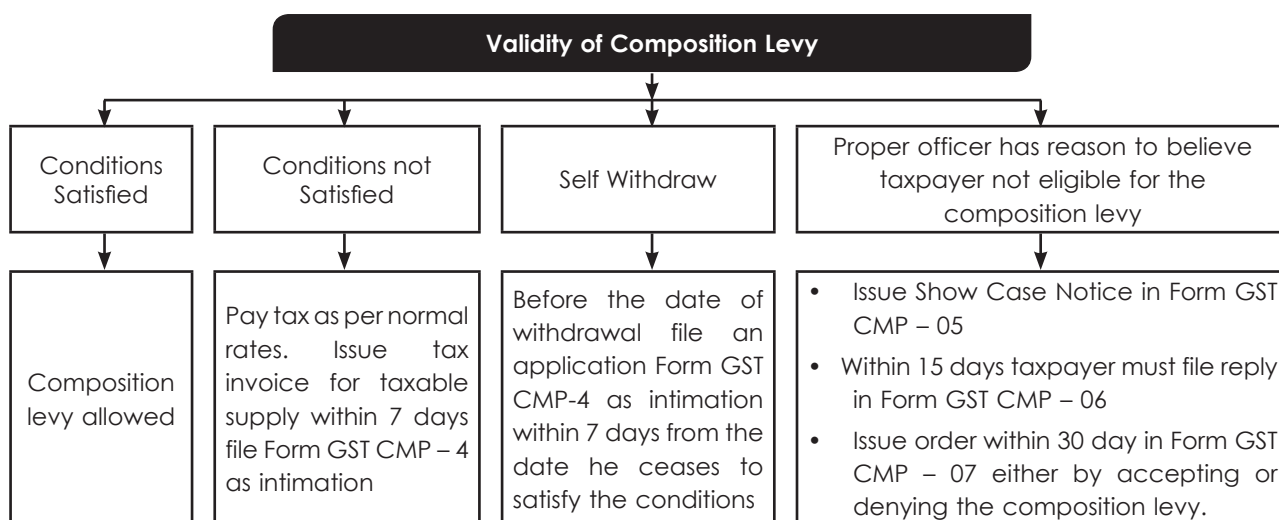 Validity of Composition Levy
Conditions
Satisfied
Conditions not
Satisfied
Self Withdraw
Proper officer has reason to believe
taxpayer not eligible for the
composition levy
Composition
levy allowed
Pay tax as per normal
rates. Issue tax
invoice for taxable
supply within 7 days
file Form GST CMP – 4
as intimation
Before the date of
withdrawal file an
application Form GST
CMP-4 as intimation
within 7 days from the
date he ceases to
satisfy the conditions
• Issue Show Case Notice in Form GST
CMP – 05
• Within 15 days taxpayer must file reply
in Form GST CMP – 06
• Issue order within 30 day in Form GST
CMP – 07 either by accepting or
denying the composition levy.